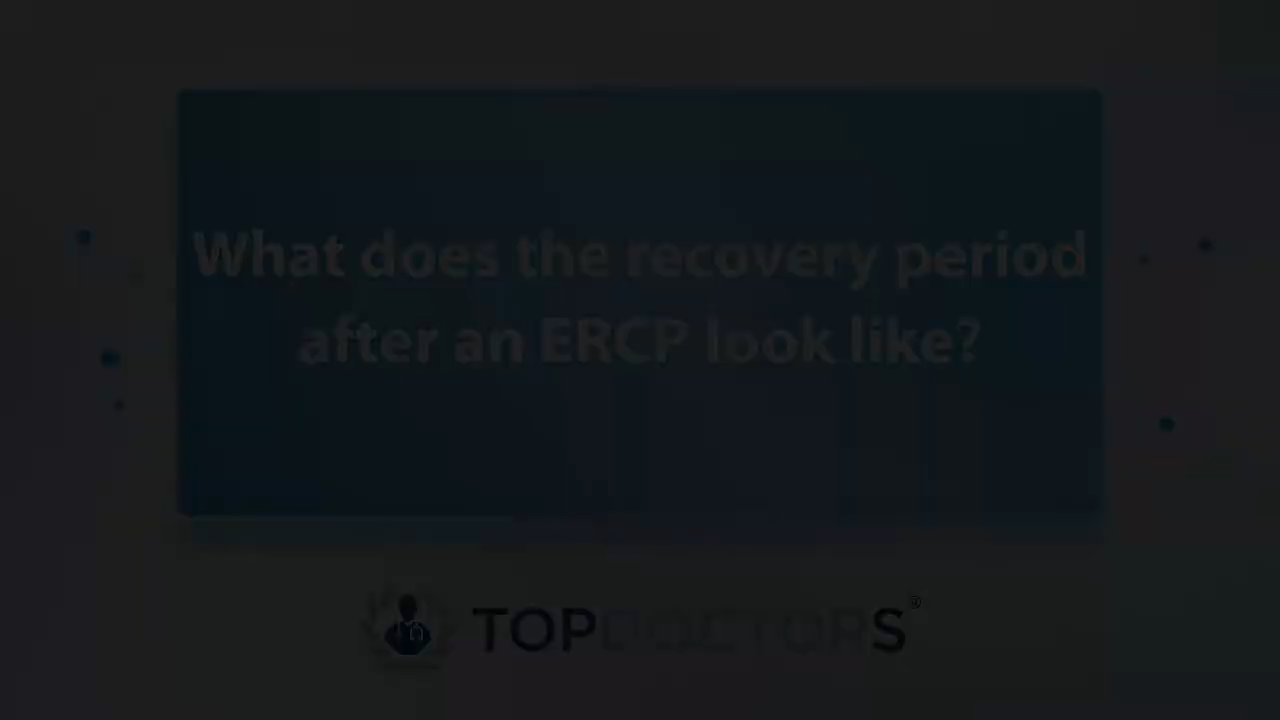 What does the recovery period
after an ERCP look like?
TOPDOCTORS®